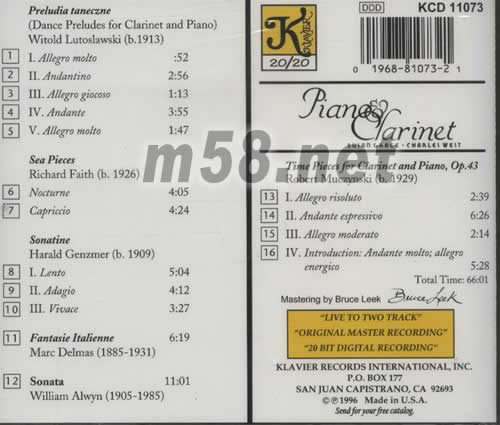 Preludia taneczne
(Dance Preludes for Clarinet and Piano)
Witold Lutoslawski (b.1913)
1 I. Allegro molto :52
2 II. Andantino 2:56
3 III. Allegro giocoso 1:13
4 IV. Andante 3:55
5 V. Allegro molto 1:47
Sea Pieces
Richard Faith (b. 1926)
6 Nocturne 4:05
7 Capriccio 4:24
Sonatine
Harald Genzmer (b. 1909)
8 I. Lento 5:04
9 II. Adagio 4:12
10 III. Vivace 3:27
11 Fantasie Italienne 6:19
Marc Delmas (1885-1931)
12 Sonata 11:01
William Alwyn (1905-1985)
K
KLAVIER
20/20
DDD
KCD 11073
0 1968-81073-2 1
Piano &
Clarinet
CHARLES WEST
m58.net
Time Pieces for Clarinet and Piano, Op.43
Robert Muczynski (b. 1929)
13 I. Allegro risoluto 2:39
14 II. Andante espressivo 6:26
15 III. Allegro moderato 2:14
16 IV. Introduction: Andante molto; allegro
energico 5:28
Total Time: 66:01
Mastering by Bruce Leek Bruce Leek
"LIVE TO TWO TRACK"
"ORIGINAL MASTER RECORDING"
"20 BIT DIGITAL RECORDING"
KLAVIER RECORDS INTERNATIONAL, INC.
P.O. BOX 177
SAN JUAN CAPISTRANO, CA 92693
©℗1996 Made in U.S.A.
Send for your free catalog.